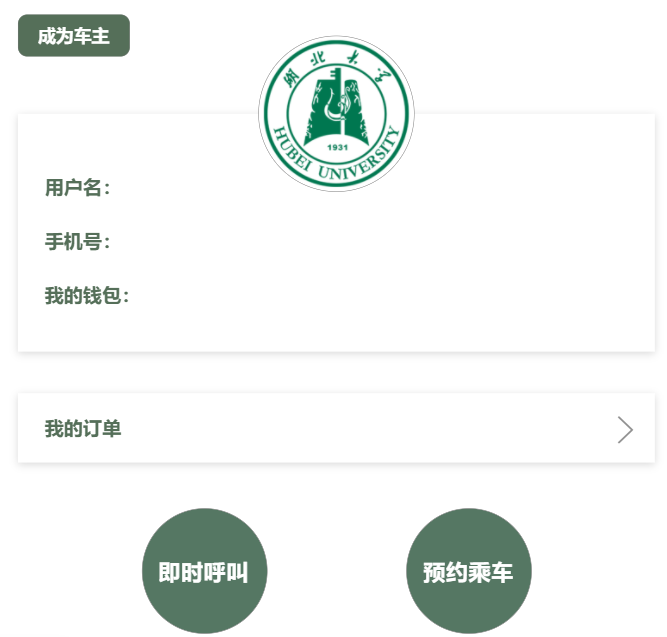 成为车主
湖北大学
1931
HUBEI UNIVERSITY
用户名：
手机号：
我的钱包：
我的订单
即时呼叫
预约乘车